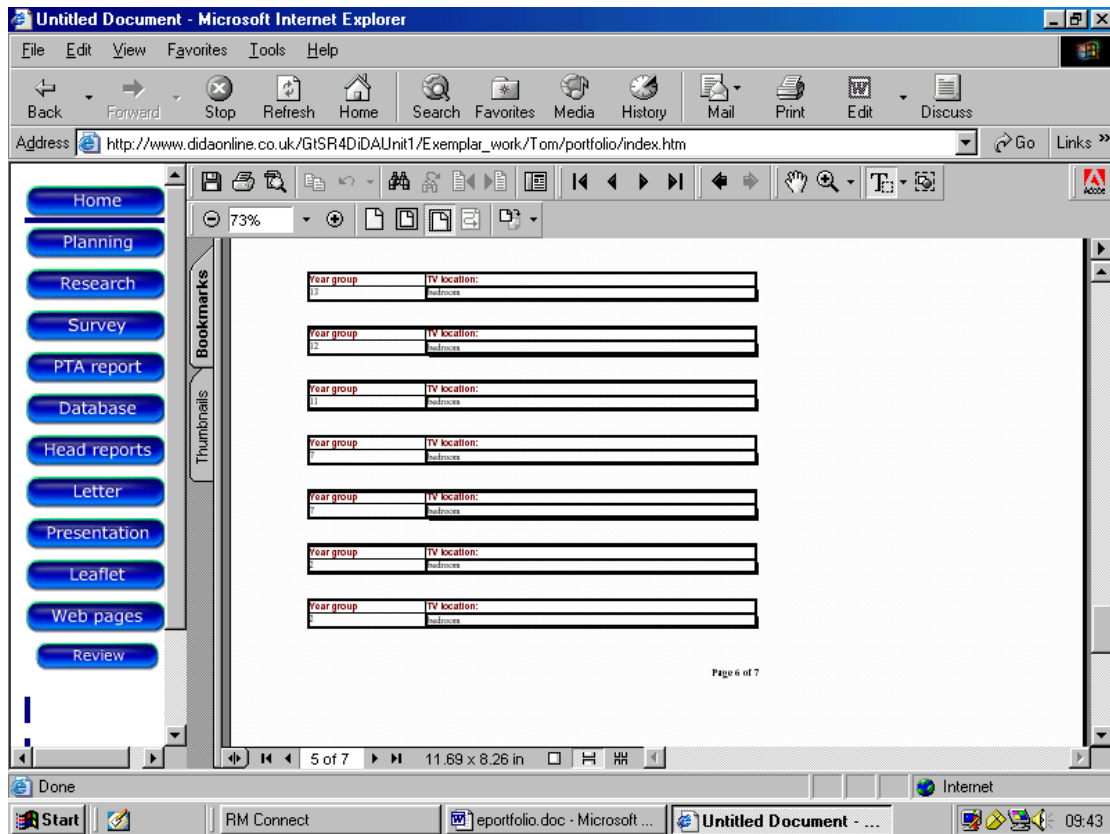 Untitled Document - Microsoft Internet Explorer
File Edit View Favorites Tools Help
Back Forward Stop Refresh Home Search Favorites Media History Mail Print Edit Discuss
Address http://www.didaonline.co.uk/GtSR4DiDAUnit1/Exemplar_work/Tom/portfolio/index.htm Go Links »
Adobe
73%
Home
Planning
Research
Survey
PTA report
Database
Head reports
Letter
Presentation
Leaflet
Web pages
Review
Bookmarks
Thumbnails
Year group TV location:
13 bedroom
Year group TV location:
12 bedroom
Year group TV location:
11 bedroom
Year group TV location:
7 bedroom
Year group TV location:
7 bedroom
Year group TV location:
2 bedroom
Year group TV location:
2 bedroom
Page 6 of 7
5 of 7 11.69 x 8.26 in
Done Internet
Start RM Connect eportfolio.doc - Microsoft ... Untitled Document - ... 09:43